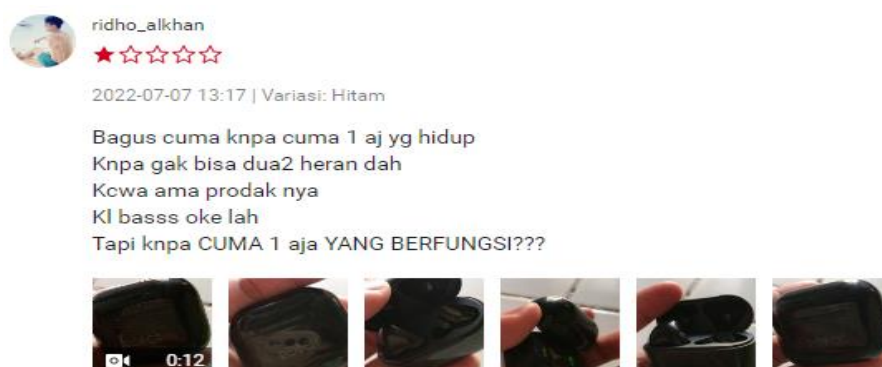 ridho_alkhan
2022-07-07 13:17 | Variasi: Hitam
Bagus cuma knpa cuma 1 aj yg hidup
Knpa gak bisa dua2 heran dah
Kcwa ama prodak nya
Kl basss oke lah
Tapi knpa CUMA 1 aja YANG BERFUNGSI???
0:12